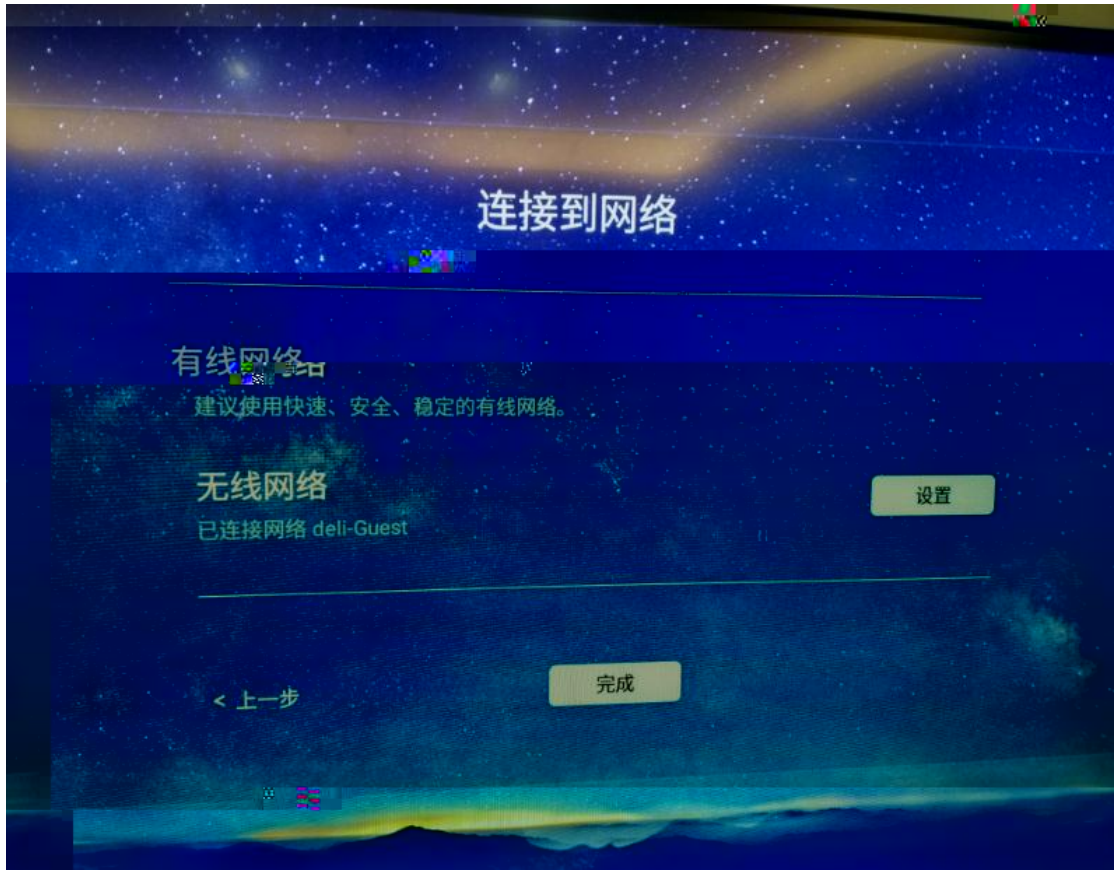 连接到网络
有线网络
建议使用快速、安全、稳定的有线网络。
无线网络
设置
已连接网络 deli-Guest
< 上一步
完成